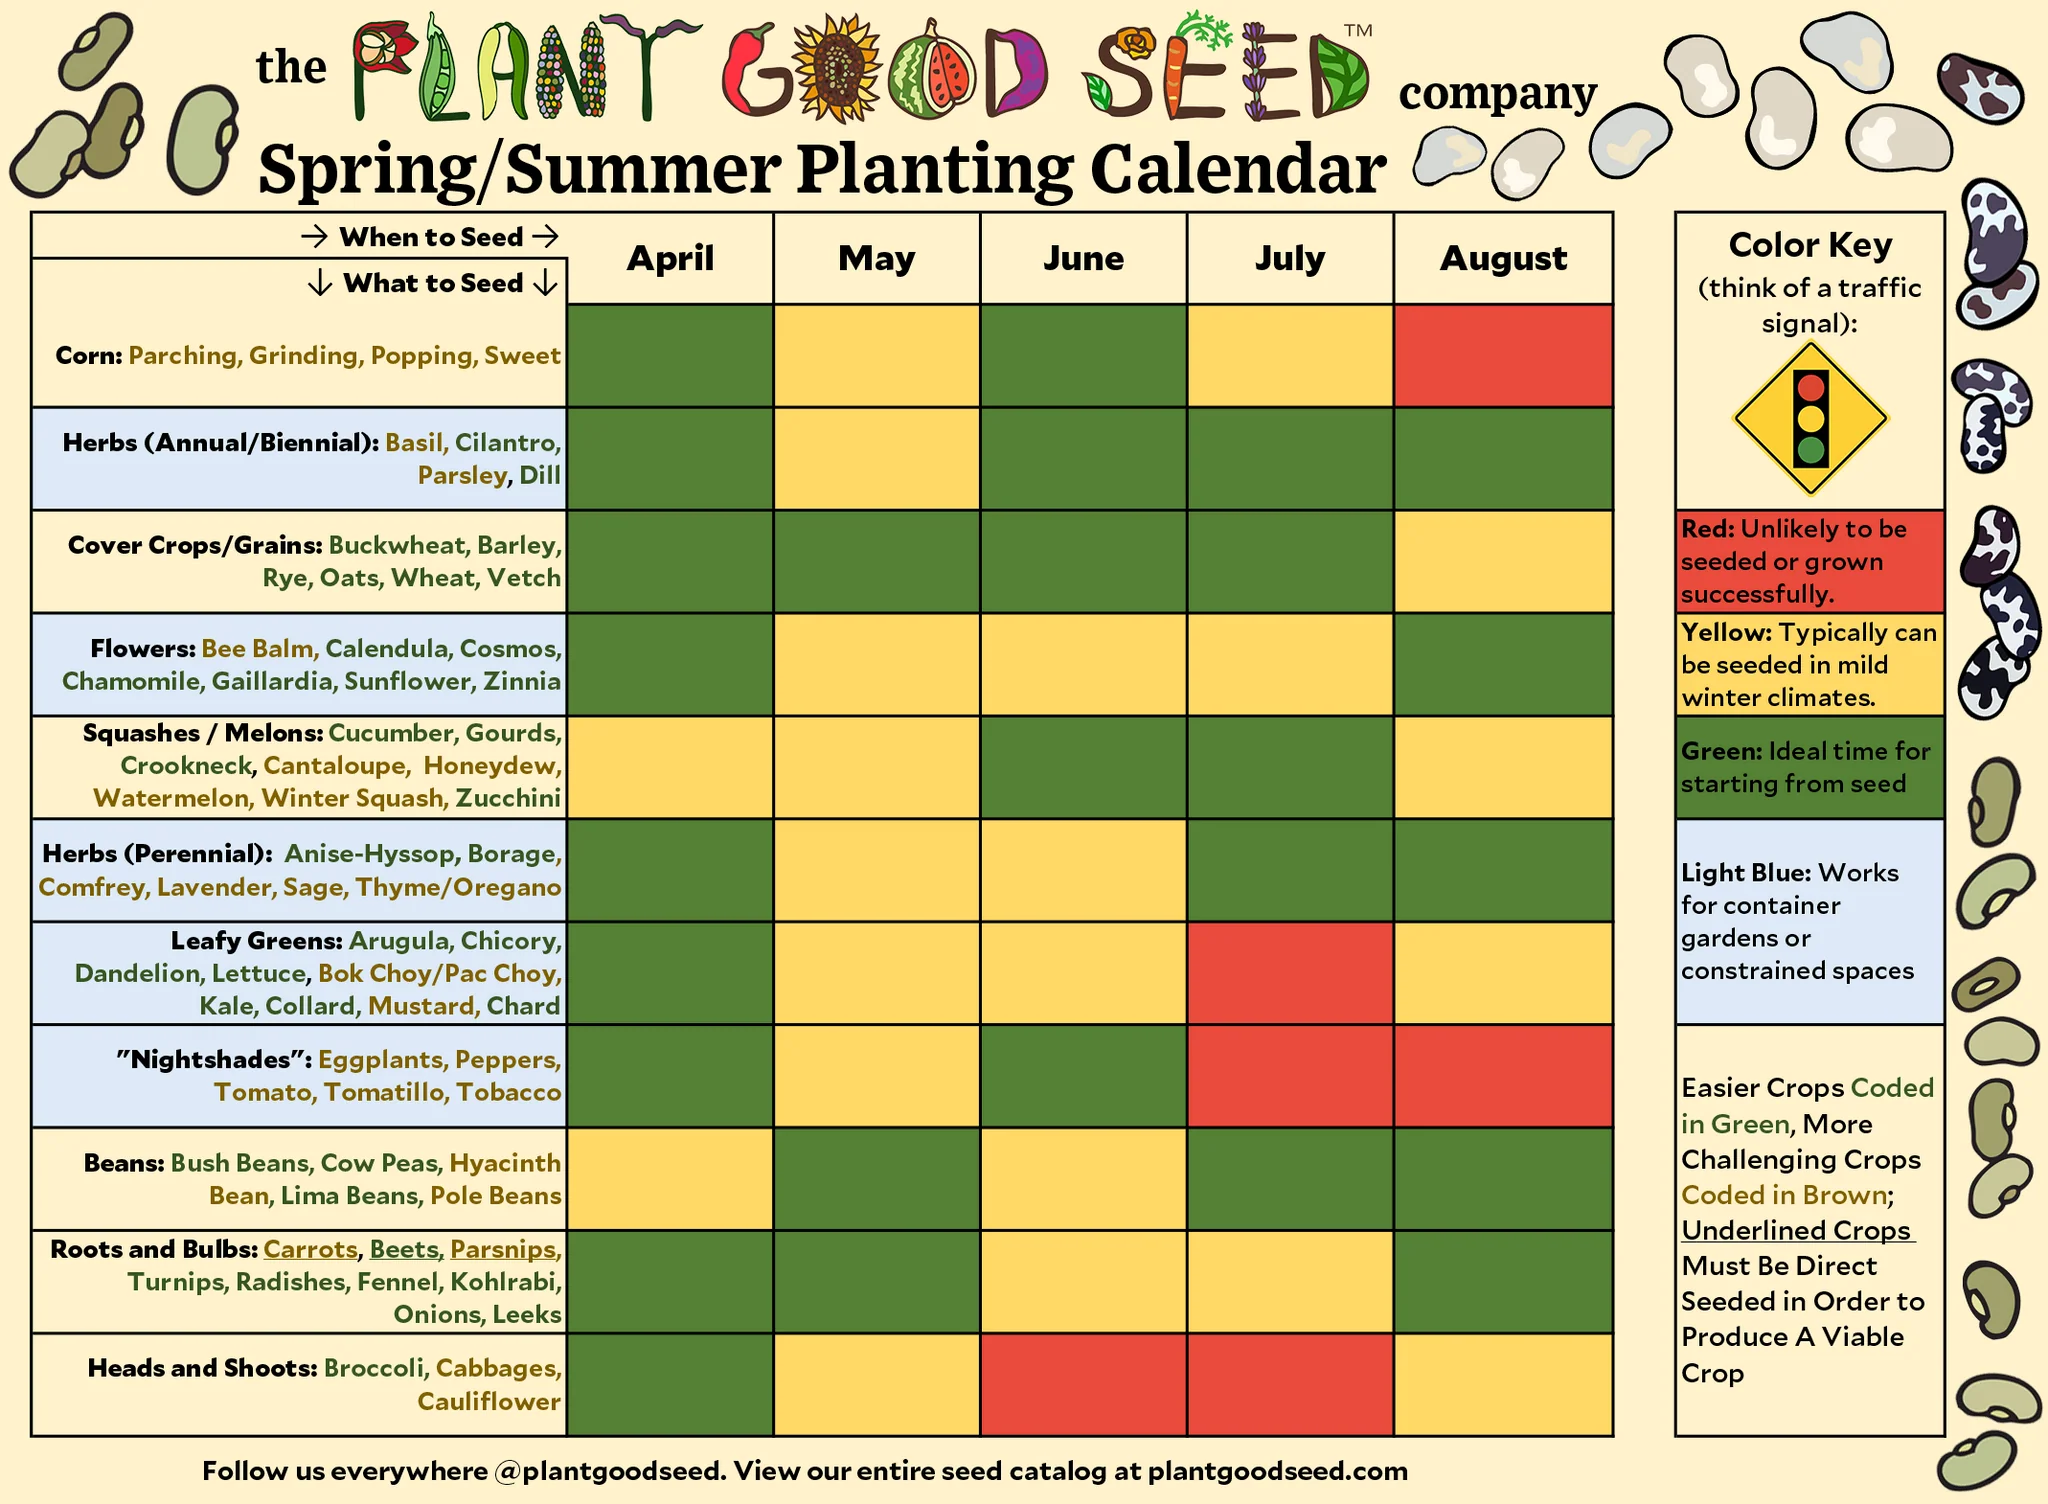 the PLANT GOOD SEED™ company
Spring/Summer Planting Calendar
→ When to Seed →
↓ What to Seed ↓
April
May
June
July
August
Corn: Parching, Grinding, Popping, Sweet
Herbs (Annual/Biennial): Basil, Cilantro,
Parsley, Dill
Cover Crops/Grains: Buckwheat, Barley,
Rye, Oats, Wheat, Vetch
Flowers: Bee Balm, Calendula, Cosmos,
Chamomile, Gaillardia, Sunflower, Zinnia
Squashes / Melons: Cucumber, Gourds,
Crookneck, Cantaloupe, Honeydew,
Watermelon, Winter Squash, Zucchini
Herbs (Perennial): Anise-Hyssop, Borage,
Comfrey, Lavender, Sage, Thyme/Oregano
Leafy Greens: Arugula, Chicory,
Dandelion, Lettuce, Bok Choy/Pac Choy,
Kale, Collard, Mustard, Chard
"Nightshades": Eggplants, Peppers,
Tomato, Tomatillo, Tobacco
Beans: Bush Beans, Cow Peas, Hyacinth
Bean, Lima Beans, Pole Beans
Roots and Bulbs: Carrots, Beets, Parsnips,
Turnips, Radishes, Fennel, Kohlrabi,
Onions, Leeks
Heads and Shoots: Broccoli, Cabbages,
Cauliflower
Color Key
(think of a traffic
signal):
Red: Unlikely to be
seeded or grown
successfully.
Yellow: Typically can
be seeded in mild
winter climates.
Green: Ideal time for
starting from seed
Light Blue: Works
for container
gardens or
constrained spaces
Easier Crops Coded
in Green, More
Challenging Crops
Coded in Brown;
Underlined Crops
Must Be Direct
Seeded in Order to
Produce A Viable
Crop
Follow us everywhere @plantgoodseed. View our entire seed catalog at plantgoodseed.com